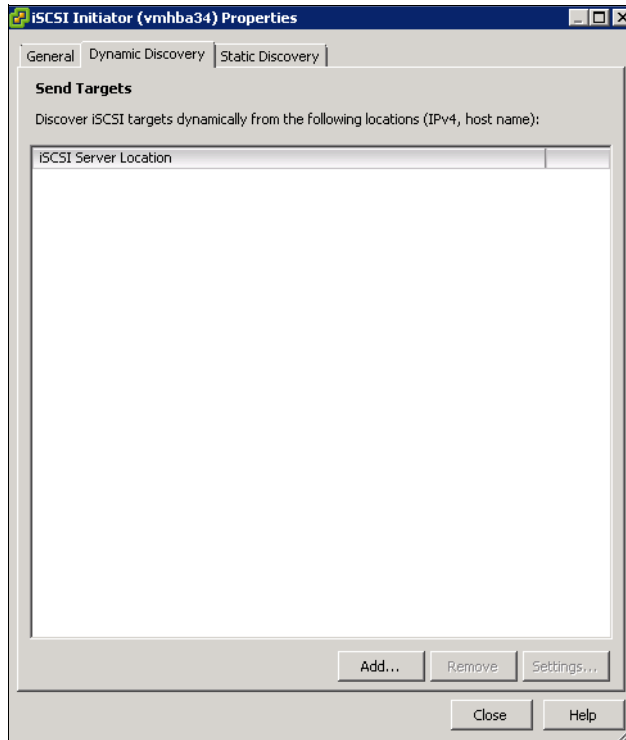 iSCSI Initiator (vmhba34) Properties
General Dynamic Discovery Static Discovery
Send Targets
Discover iSCSI targets dynamically from the following locations (IPv4, host name):
iSCSI Server Location
Add... Remove Settings...
Close Help